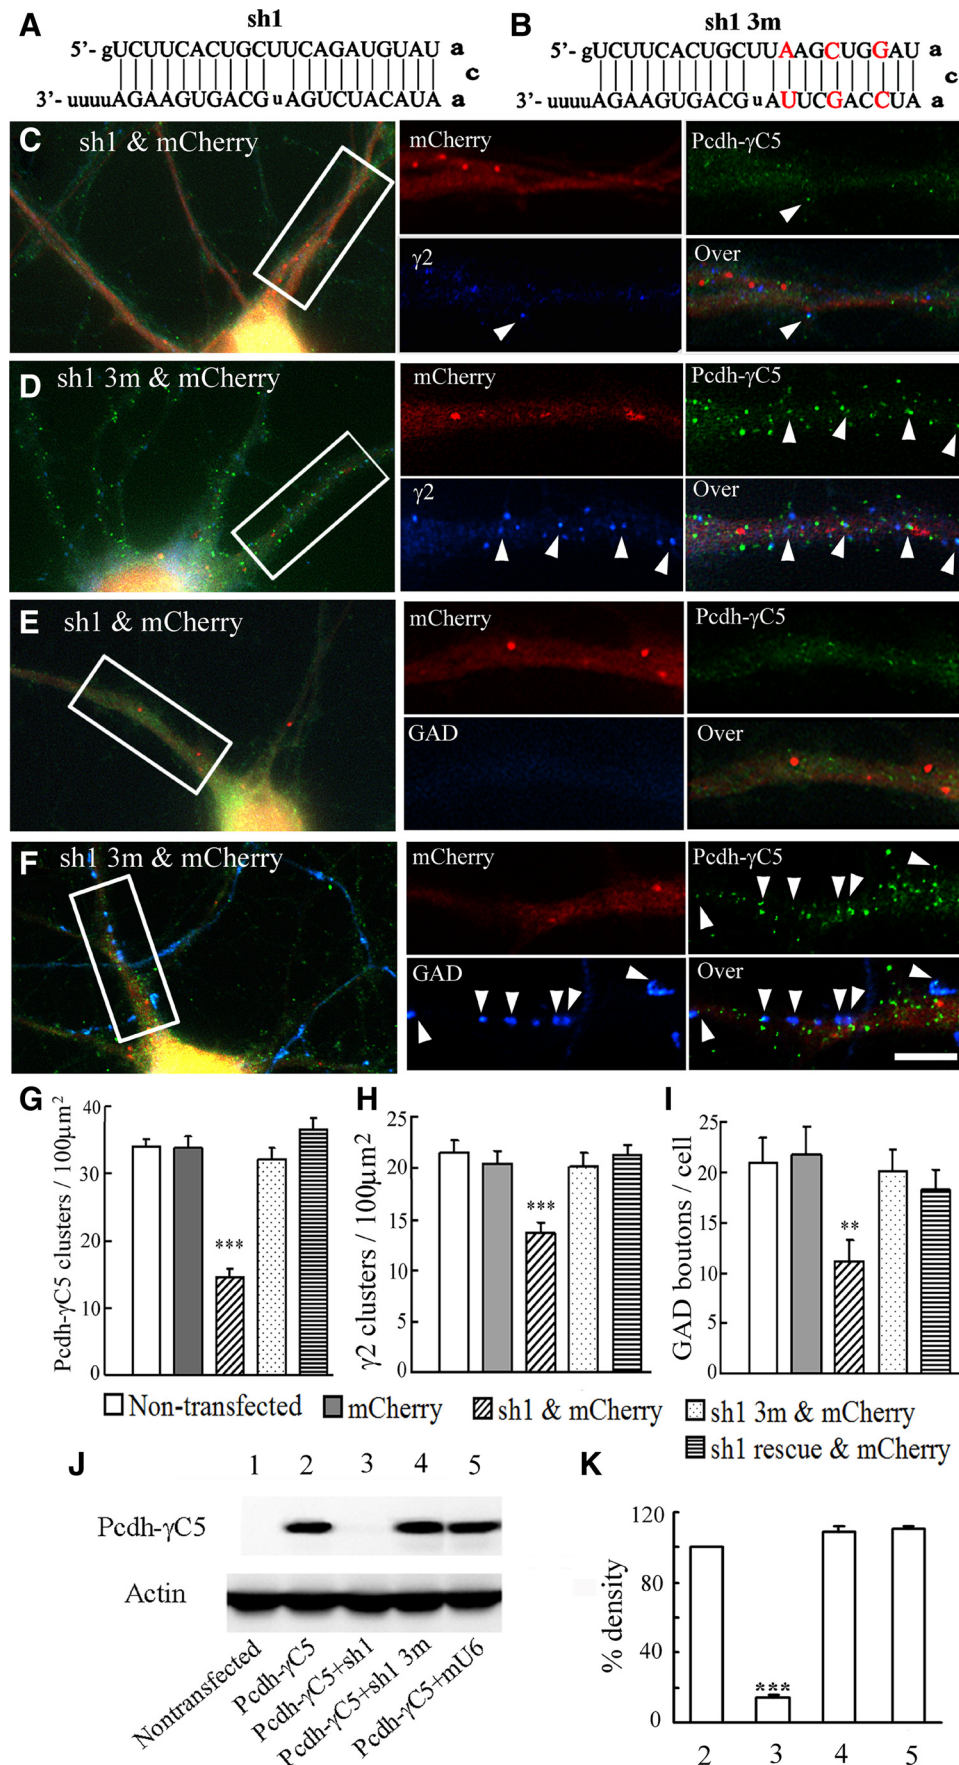 A
sh1
5'- gUCUUCACUGCUUCAGAUGUAU a
c
3'- uuuuAGAAGUGACG u AGUCUACAUA a
B
sh1 3m
5'- gUCUUCACUGCUUAAGCUGGAU a
c
3'- uuuuAGAAGUGACG u AUUCGACCUA a
C
sh1 & mCherry
mCherry
Pcdh-γC5
γ2
Over
D
sh1 3m & mCherry
mCherry
Pcdh-γC5
γ2
Over
E
sh1 & mCherry
mCherry
Pcdh-γC5
GAD
Over
F
sh1 3m & mCherry
mCherry
Pcdh-γC5
GAD
Over
G
Pcdh-γC5 clusters / 100μm²
40
30
20
10
0
***
H
γ2 clusters / 100μm²
25
20
15
10
5
0
***
I
GAD boutons / cell
25
20
15
10
5
0
**
Non-transfected
mCherry
sh1 & mCherry
sh1 3m & mCherry
sh1 rescue & mCherry
J
1 2 3 4 5
Pcdh-γC5
Actin
Nontransfected
Pcdh-γC5
Pcdh-γC5+sh1
Pcdh-γC5+sh1 3m
Pcdh-γC5+mU6
K
% density
120
80
40
0
***
2 3 4 5